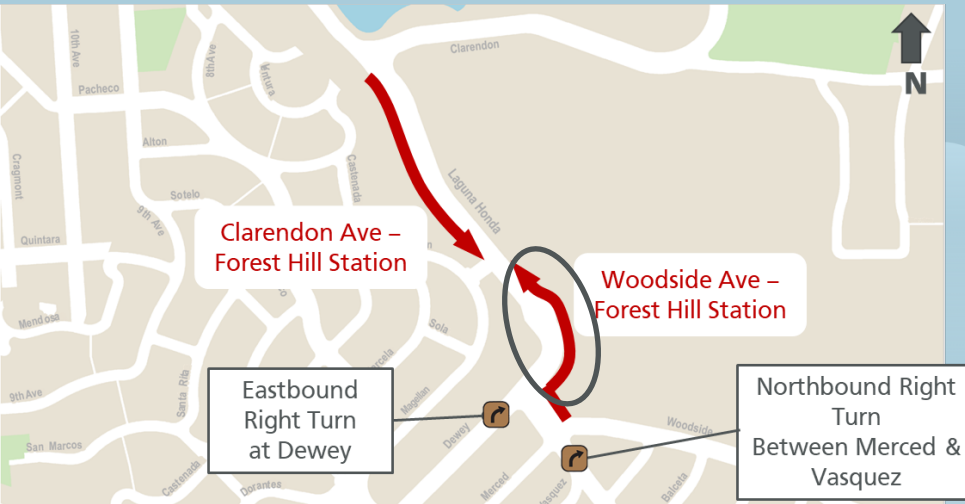 10th Ave
8th Ave
Clarendon
N
Pacheco
Alton
Castenada
Cragmont
Sotelo
9th Ave
Laguna Honda
Quintara
Clarendon Ave –
Forest Hill Station
Woodside Ave –
Forest Hill Station
Mendosa
Sola
Santa Rita
9th Ave
Magellan
Eastbound
Right Turn
at Dewey
Northbound Right
Turn
Between Merced &
Vasquez
Dewey
Woodside
San Marcos
Castenada
Dorantes
Merced
Balceta